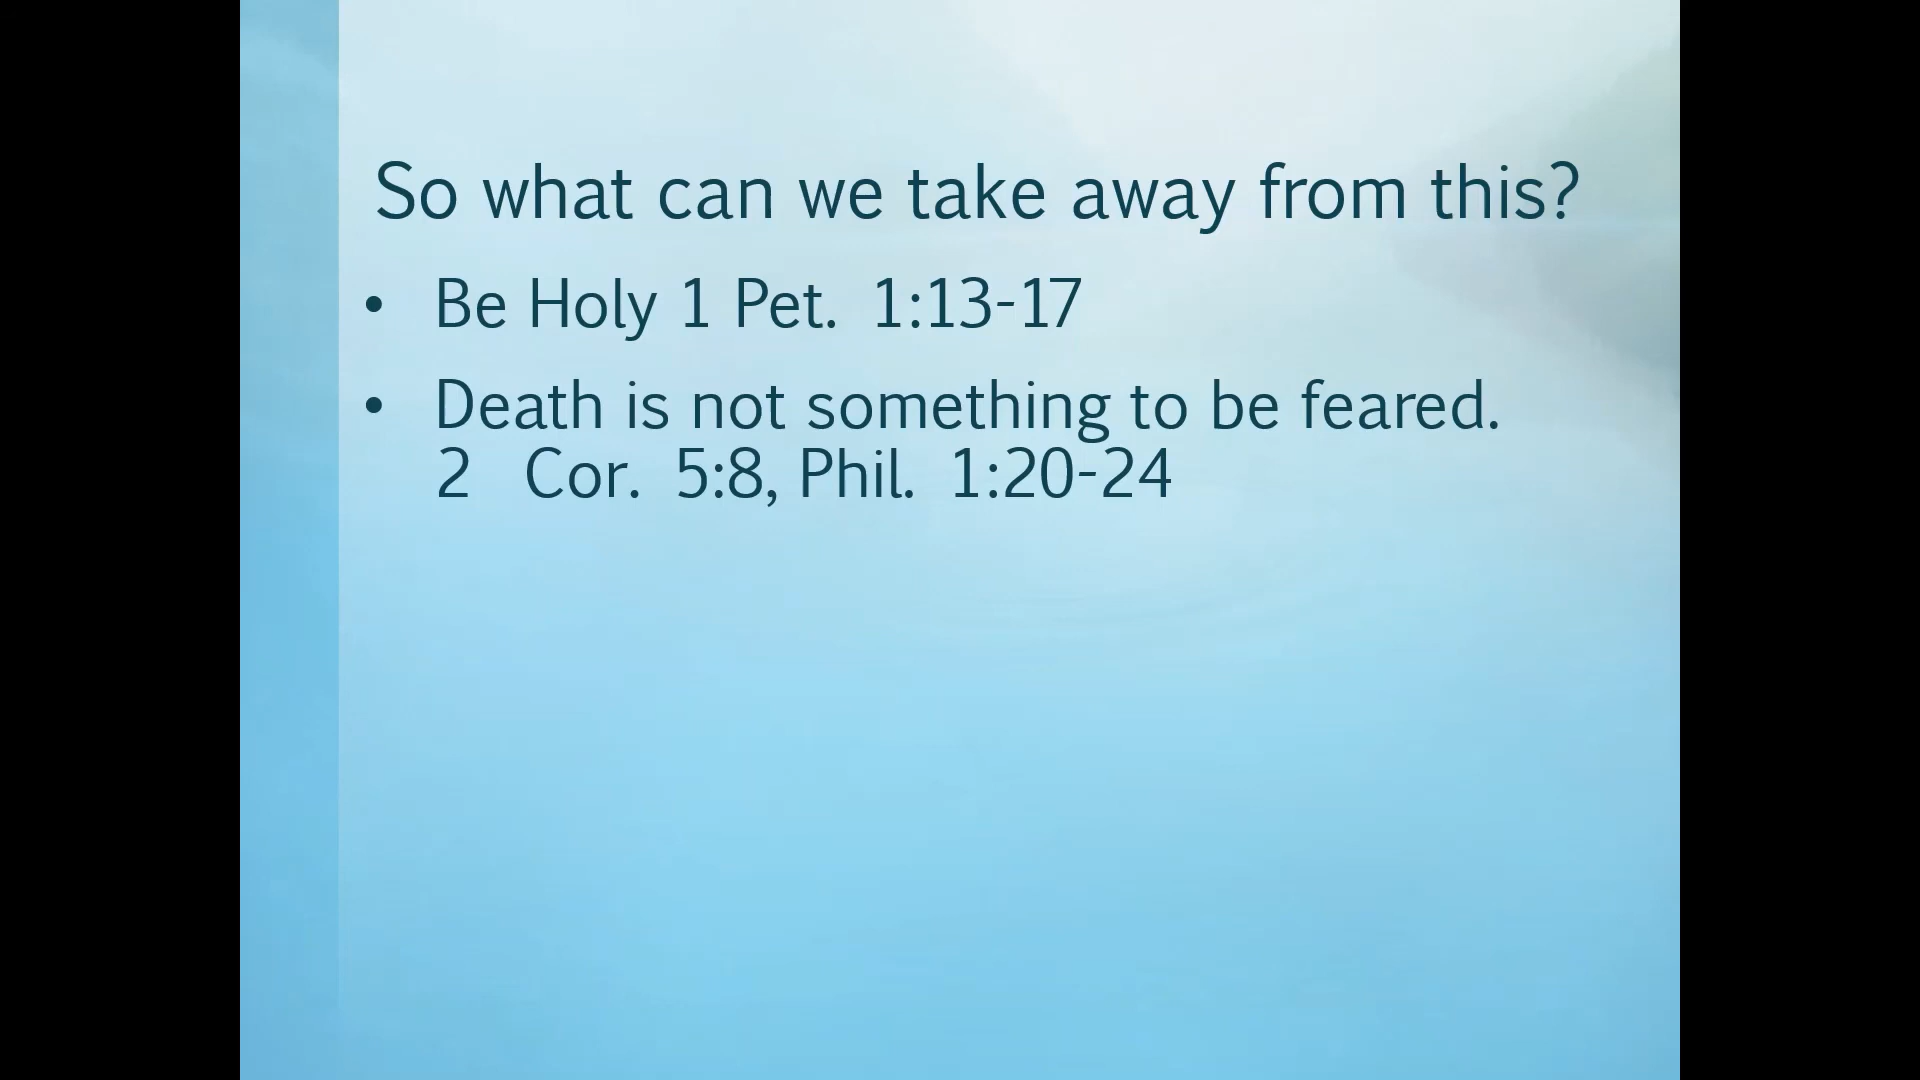 So what can we take away from this?
• Be Holy 1 Pet. 1:13-17
• Death is not something to be feared.
2 Cor. 5:8, Phil. 1:20-24